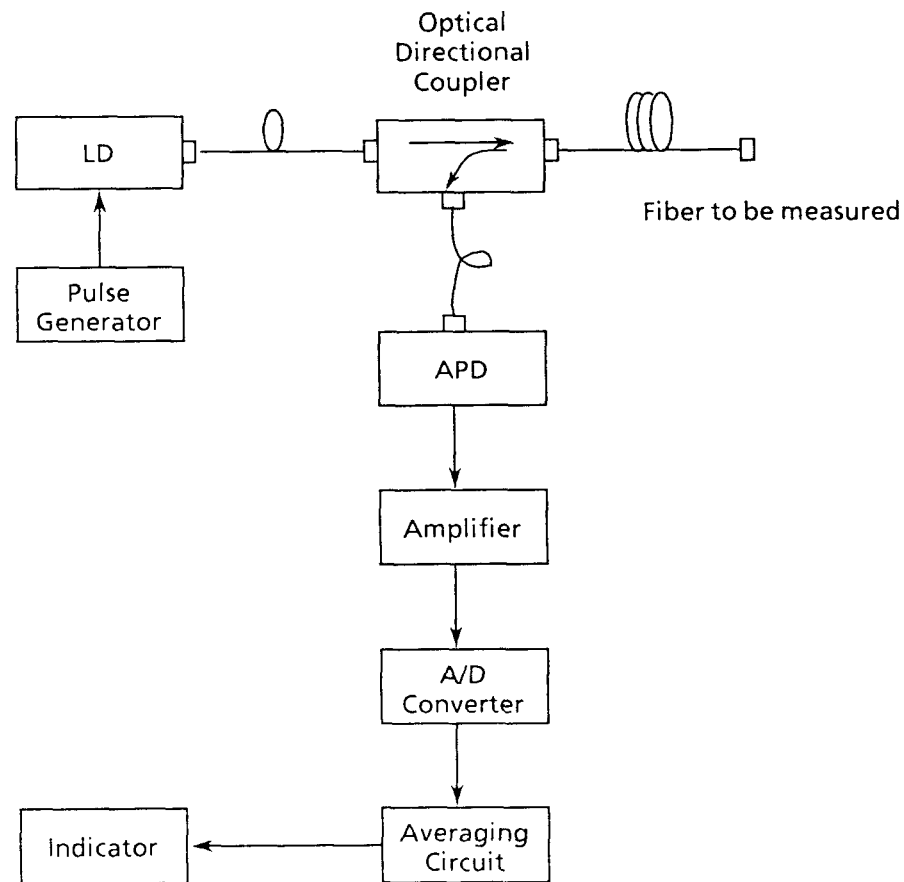 Optical
Directional
Coupler
LD
Fiber to be measured
Pulse
Generator
APD
Amplifier
A/D
Converter
Averaging
Circuit
Indicator